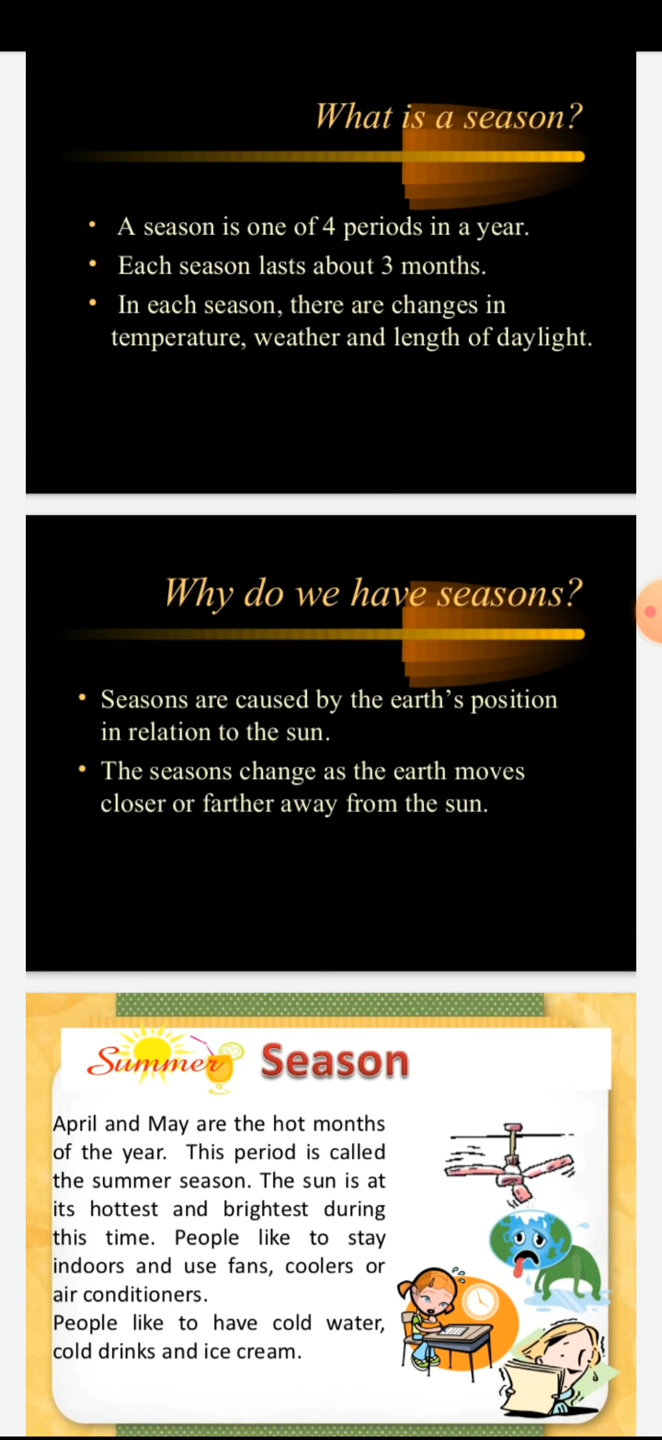 What is a season?
• A season is one of 4 periods in a year.
• Each season lasts about 3 months.
• In each season, there are changes in
temperature, weather and length of daylight.
Why do we have seasons?
• Seasons are caused by the earth’s position
in relation to the sun.
• The seasons change as the earth moves
closer or farther away from the sun.
Summer Season
April and May are the hot months
of the year. This period is called
the summer season. The sun is at
its hottest and brightest during
this time. People like to stay
indoors and use fans, coolers or
air conditioners.
People like to have cold water,
cold drinks and ice cream.